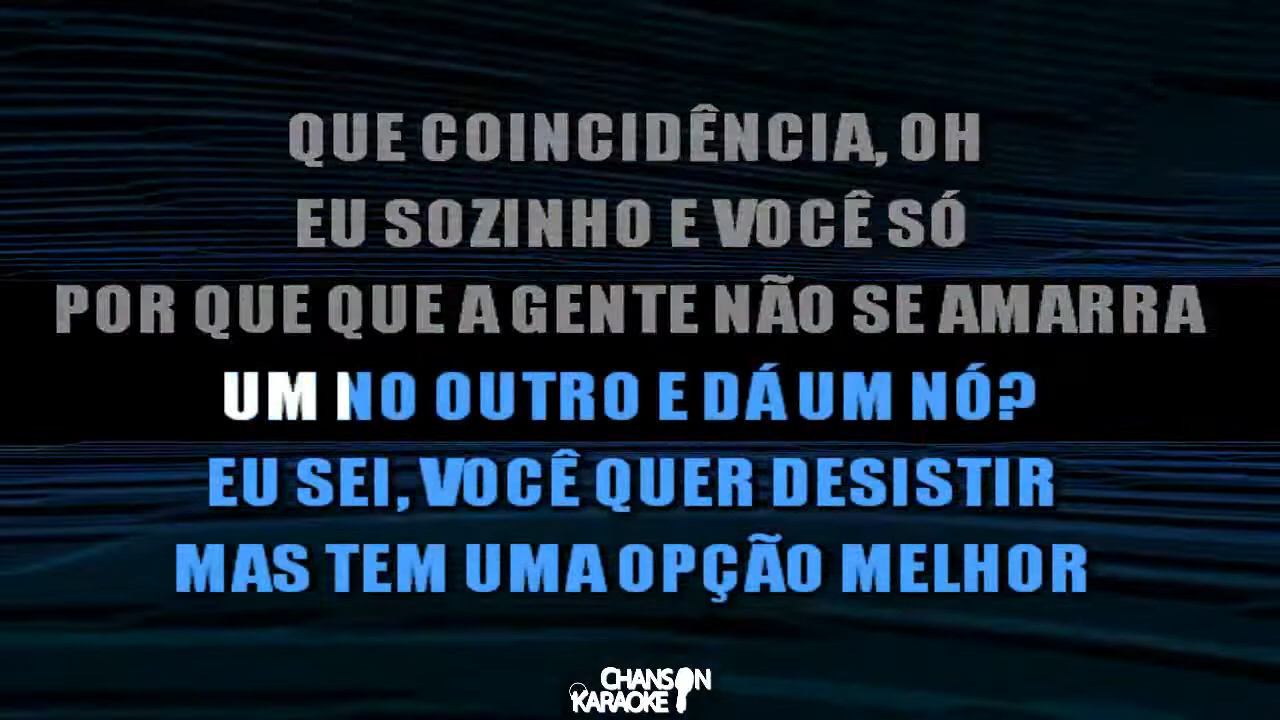 QUE COINCIDÊNCIA, OH
EU SOZINHO E VOCÊ SÓ
POR QUE QUE A GENTE NÃO SE AMARRA
UM NO OUTRO E DÁ UM NÓ?
EU SEI, VOCÊ QUER DESISTIR
MAS TEM UMA OPÇÃO MELHOR
CHANSON
KARAOKE